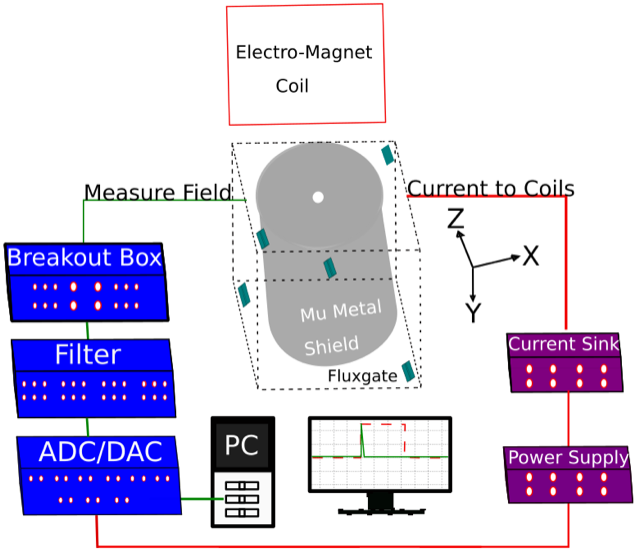 Electro-Magnet
Coil
Measure Field
Current to Coils
Z
X
Y
Breakout Box
Mu Metal
Shield
Filter
Current Sink
Fluxgate
ADC/DAC
PC
Power Supply